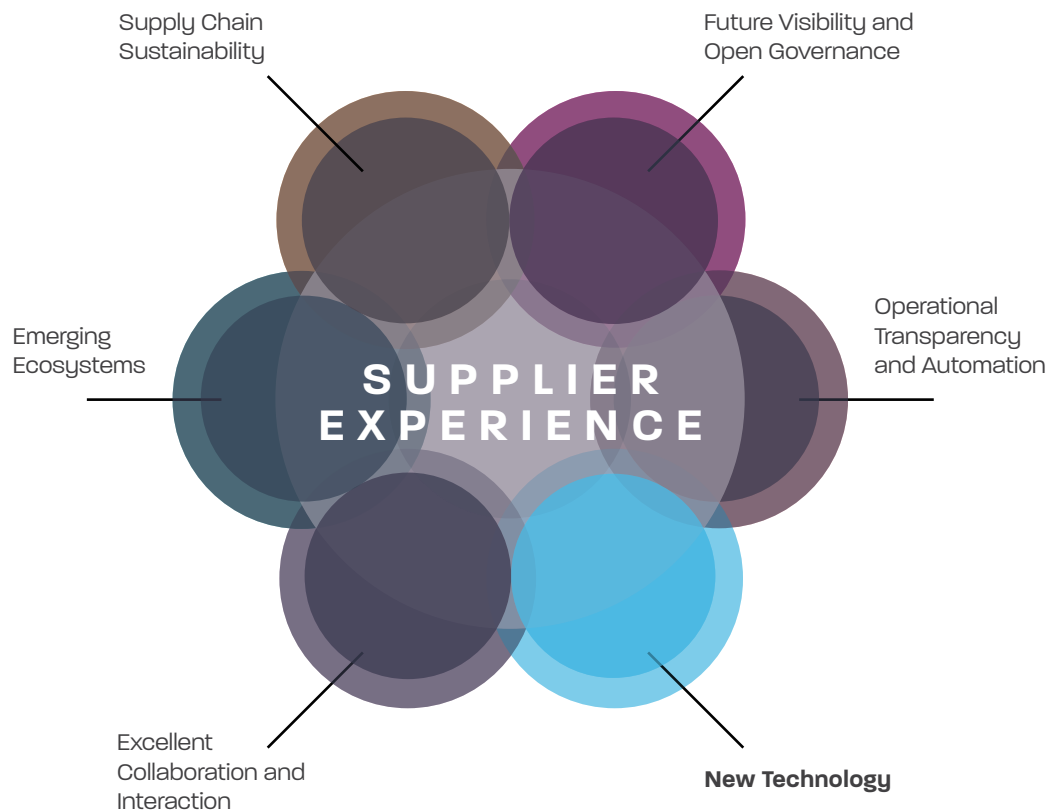 Supply Chain
Sustainability
Future Visibility and
Open Governance
Emerging
Ecosystems
Operational
Transparency
and Automation
SUPPLIER
EXPERIENCE
Excellent
Collaboration and
Interaction
New Technology